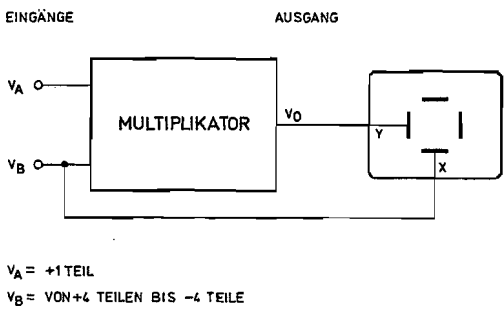 EINGÄNGE AUSGANG
VA
MULTIPLIKATOR
VO
Y
VB
X
VA = +1 TEIL
VB = VON +4 TEILEN BIS -4 TEILE